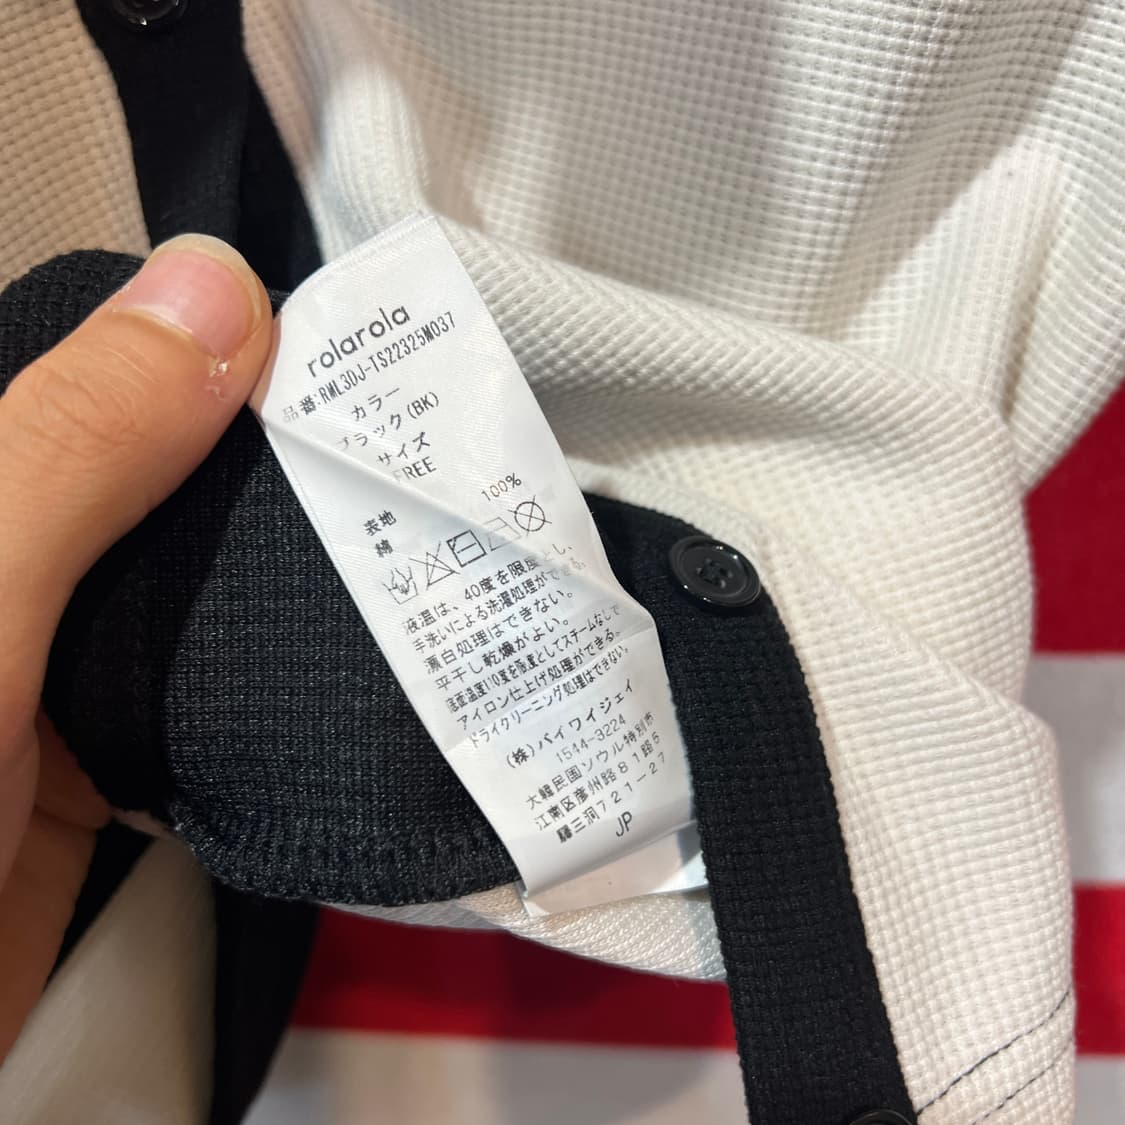 rolarola
品番:RML3DJ-TS22325M037
カラー
ブラック(BK)
サイズ
FREE
表地
綿 100%
液温は、40度を限度とし、
手洗いによる洗濯処理ができる。
漂白処理はできない。
平干し乾燥がよい。
底面温度110度を限度としてスチームなしで
アイロン仕上げ処理ができる。
ドライクリーニング処理はできない。
(株)バイワイジェイ
1544-3224
大韓民国ソウル特別市
江南区彦州路81路5
驛三洞721-27
JP